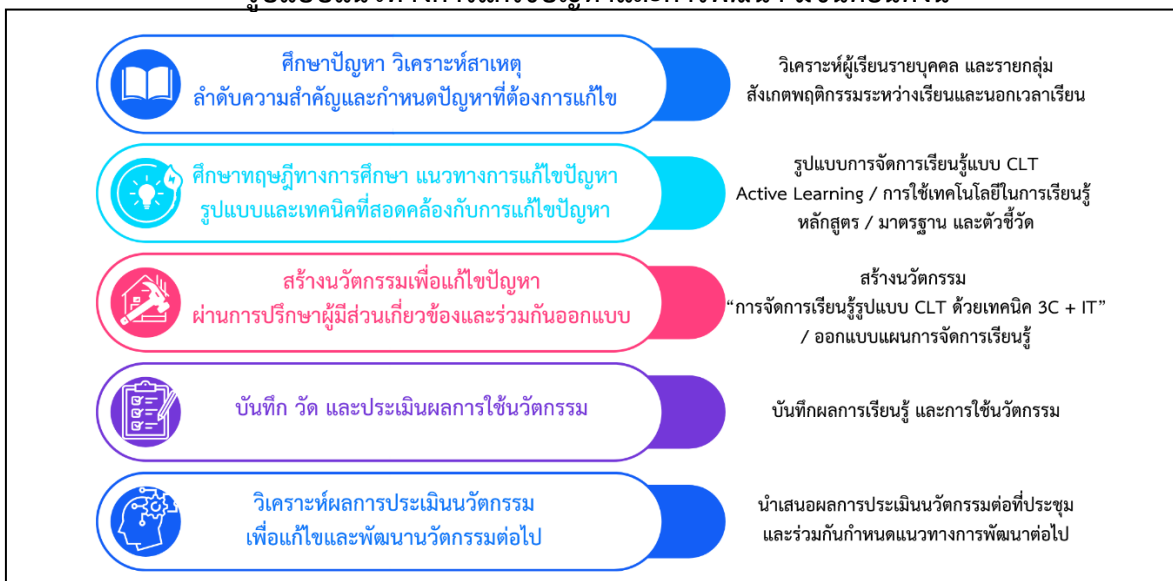 ศึกษาปัญหา วิเคราะห์สาเหตุ
ลำดับความสำคัญและกำหนดปัญหาที่ต้องการแก้ไข
วิเคราะห์ผู้เรียนรายบุคคล และรายกลุ่ม
สังเกตพฤติกรรมระหว่างเรียนและนอกเวลาเรียน
ศึกษาทฤษฎีทางการศึกษา แนวทางการแก้ไขปัญหา
รูปแบบและเทคนิคที่สอดคล้องกับการแก้ไขปัญหา
รูปแบบการจัดการเรียนรู้แบบ CLT
Active Learning / การใช้เทคโนโลยีในการเรียนรู้
หลักสูตร / มาตรฐาน และตัวชี้วัด
สร้างนวัตกรรมเพื่อแก้ไขปัญหา
ผ่านการปรึกษาผู้มีส่วนเกี่ยวข้องและร่วมกันออกแบบ
สร้างนวัตกรรม
“การจัดการเรียนรู้รูปแบบ CLT ด้วยเทคนิค 3C + IT”
/ ออกแบบแผนการจัดการเรียนรู้
บันทึก วัด และประเมินผลการใช้นวัตกรรม
บันทึกผลการเรียนรู้ และการใช้นวัตกรรม
วิเคราะห์ผลการประเมินนวัตกรรม
เพื่อแก้ไขและพัฒนานวัตกรรมต่อไป
นำเสนอผลการประเมินนวัตกรรมต่อที่ประชุม
และร่วมกันกำหนดแนวทางการพัฒนาต่อไป